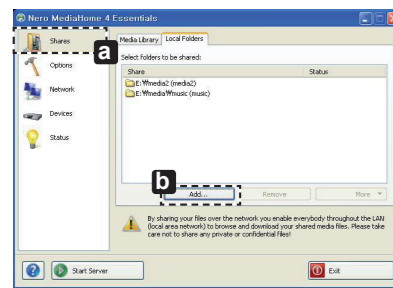 Nero MediaHome 4 Essentials
Shares
a
Media Library Local Folders
Select folders to be shared:
Options
Share Status
E:₩media2 (media2)
E:₩media₩music (music)
Network
Devices
Status
b
Add... Remove More
By sharing your files over the network you enable everybody throughout the LAN
(local area network) to browse and download your shared media files. Please take
care not to share any private or confidential files!
? Start Server Exit